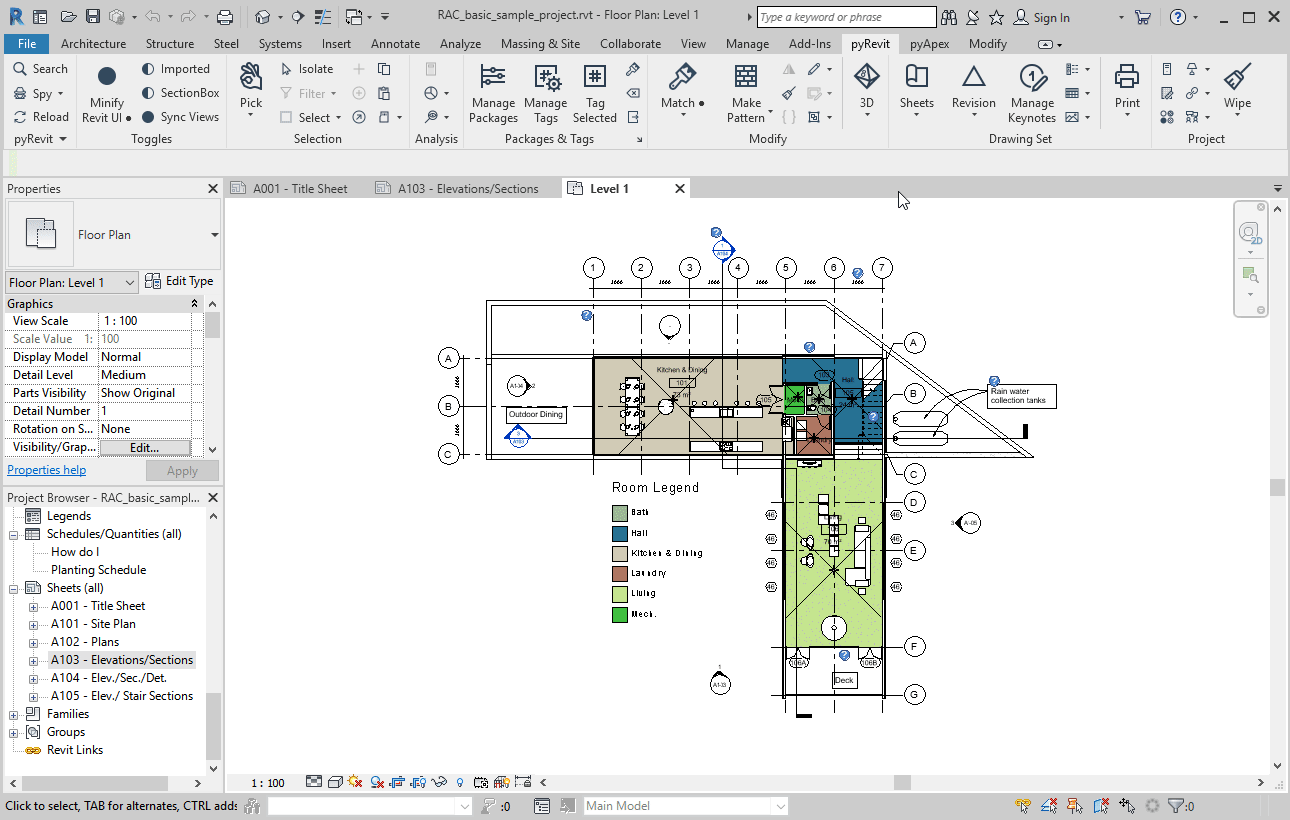 RAC_basic_sample_project.rvt - Floor Plan: Level 1
Type a keyword or phrase
Sign In
File Architecture Structure Steel Systems Insert Annotate Analyze Massing & Site Collaborate View Manage Add-Ins pyRevit pyApex Modify
Search
Spy
Reload
pyRevit
Minify
Revit UI
Imported
SectionBox
Sync Views
Toggles
Pick
Isolate
Filter
Select
Selection
Analysis
Manage
Packages
Manage
Tags
Tag
Selected
Packages & Tags
Match
Make
Pattern
Modify
3D
Sheets
Revision
Manage
Keynotes
Drawing Set
Print
Wipe
Project
Properties
A001 - Title Sheet
A103 - Elevations/Sections
Level 1
Floor Plan
Floor Plan: Level 1
Edit Type
Graphics
View Scale 1 : 100
Scale Value 1: 100
Display Model Normal
Detail Level Medium
Parts Visibility Show Original
Detail Number 1
Rotation on S... None
Visibility/Grap... Edit...
Properties help
Apply
Project Browser - RAC_basic_sampl...
Legends
Schedules/Quantities (all)
How do I
Planting Schedule
Sheets (all)
A001 - Title Sheet
A101 - Site Plan
A102 - Plans
A103 - Elevations/Sections
A104 - Elev./Sec./Det.
A105 - Elev./ Stair Sections
Families
Groups
Revit Links
2D
1 2 3 4 5 6 7
A
B
C
A
B
C
D
E
F
G
Kitchen & Dining
101
Hall
Outdoor Dining
Rain water
collection tanks
Room Legend
Bath
Hall
Kitchen & Dining
Laundry
Living
Mech.
106A
106B
Deck
1 : 100
Click to select, TAB for alternates, CTRL adds
:0
Main Model
:0